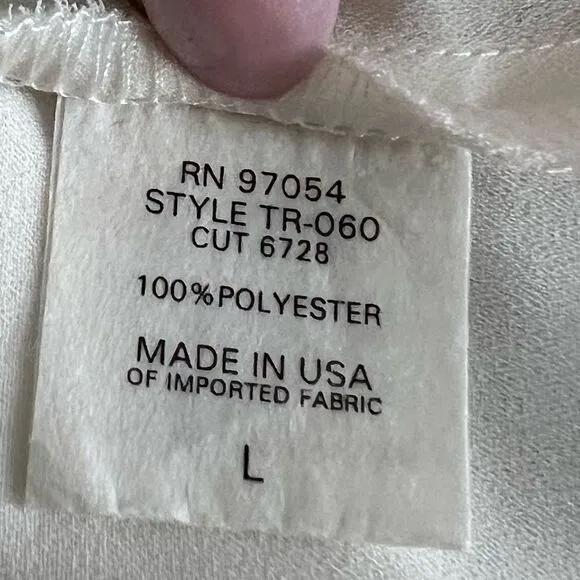 RN 97054
STYLE TR-060
CUT 6728
100% POLYESTER
MADE IN USA
OF IMPORTED FABRIC
L